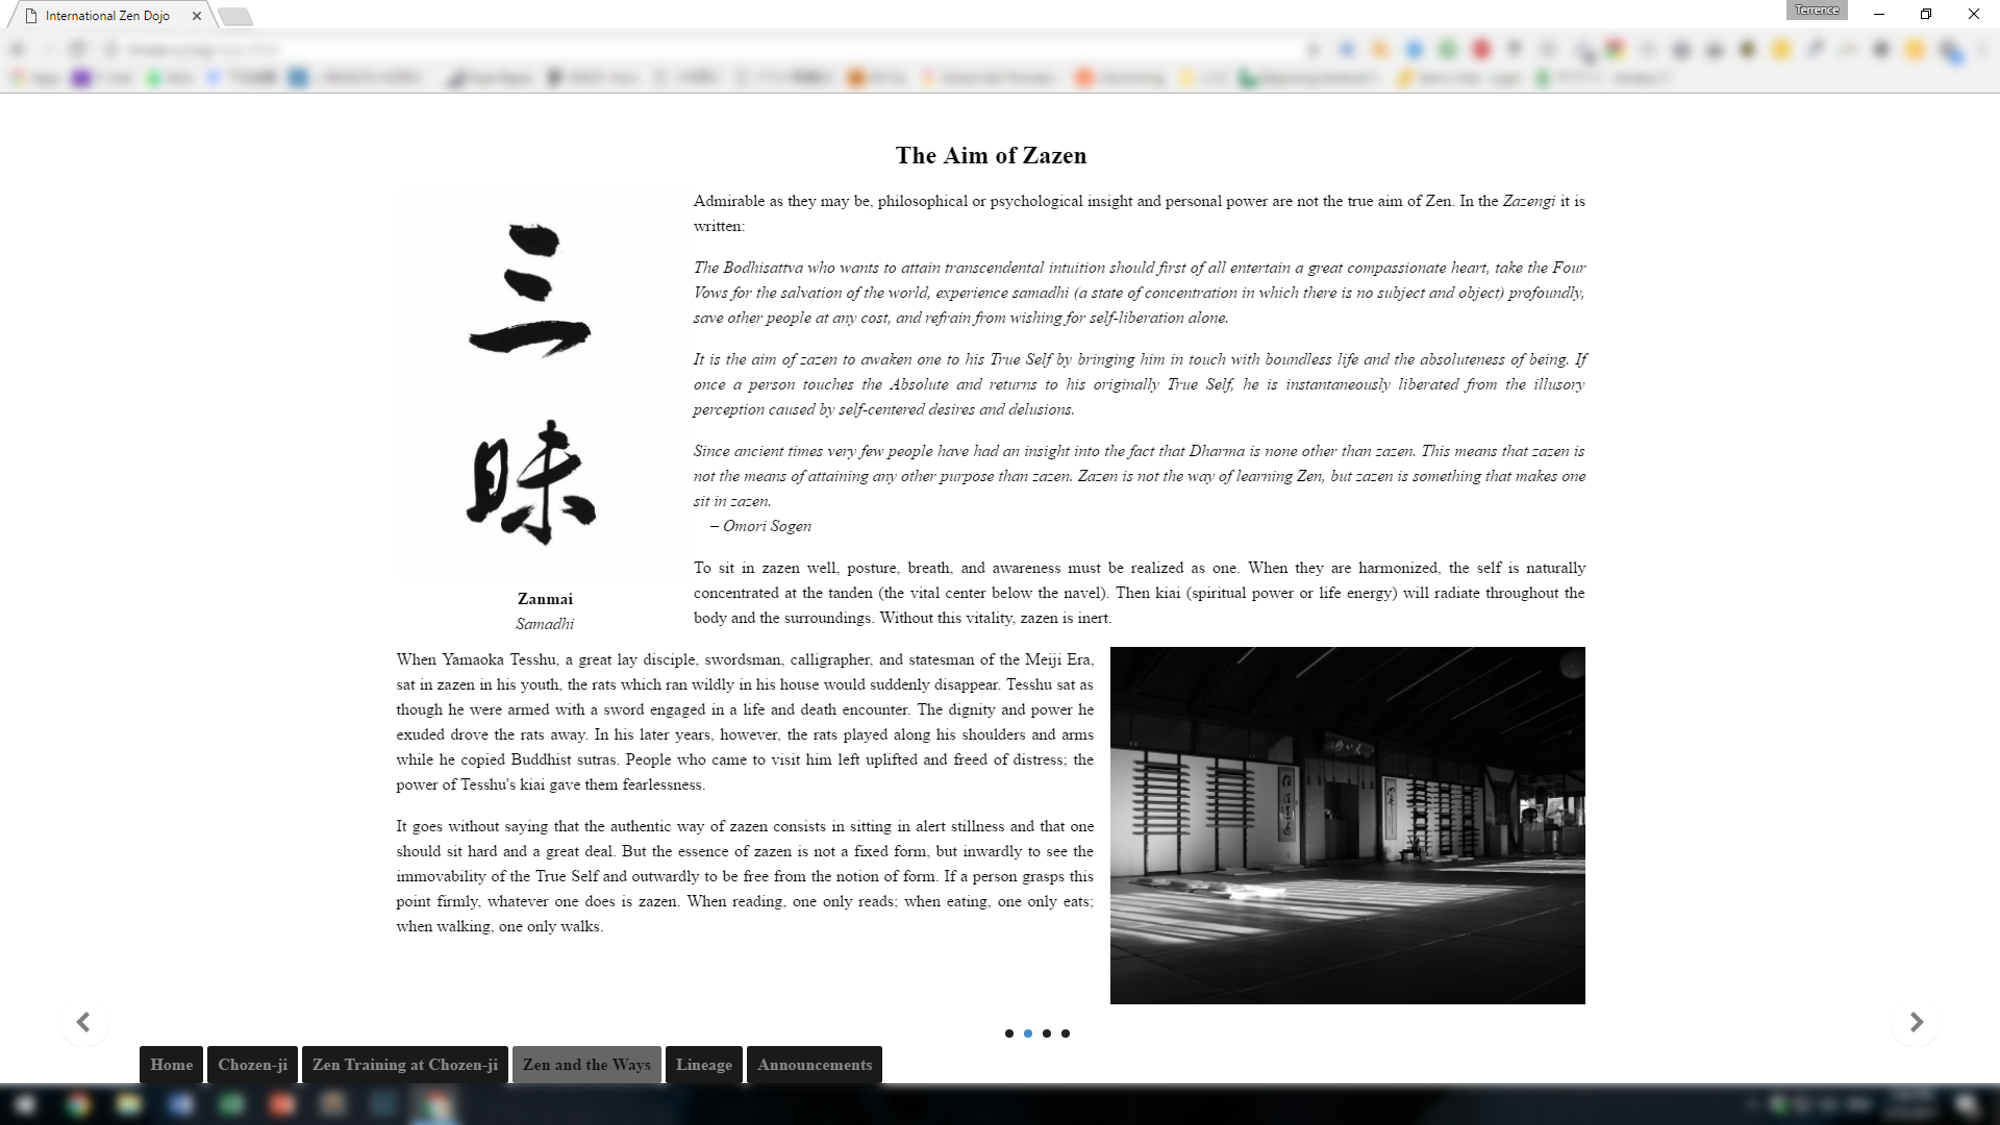 International Zen Dojo
Terrence
The Aim of Zazen
三
昧
Zanmai
Samadhi
Admirable as they may be, philosophical or psychological insight and personal power are not the true aim of Zen. In the Zazengi it is
written:
The Bodhisattva who wants to attain transcendental intuition should first of all entertain a great compassionate heart, take the Four
Vows for the salvation of the world, experience samadhi (a state of concentration in which there is no subject and object) profoundly,
save other people at any cost, and refrain from wishing for self-liberation alone.
It is the aim of zazen to awaken one to his True Self by bringing him in touch with boundless life and the absoluteness of being. If
once a person touches the Absolute and returns to his originally True Self, he is instantaneously liberated from the illusory
perception caused by self-centered desires and delusions.
Since ancient times very few people have had an insight into the fact that Dharma is none other than zazen. This means that zazen is
not the means of attaining any other purpose than zazen. Zazen is not the way of learning Zen, but zazen is something that makes one
sit in zazen.
– Omori Sogen
To sit in zazen well, posture, breath, and awareness must be realized as one. When they are harmonized, the self is naturally
concentrated at the tanden (the vital center below the navel). Then kiai (spiritual power or life energy) will radiate throughout the
body and the surroundings. Without this vitality, zazen is inert.
When Yamaoka Tesshu, a great lay disciple, swordsman, calligrapher, and statesman of the Meiji Era,
sat in zazen in his youth, the rats which ran wildly in his house would suddenly disappear. Tesshu sat as
though he were armed with a sword engaged in a life and death encounter. The dignity and power he
exuded drove the rats away. In his later years, however, the rats played along his shoulders and arms
while he copied Buddhist sutras. People who came to visit him left uplifted and freed of distress; the
power of Tesshu's kiai gave them fearlessness.
It goes without saying that the authentic way of zazen consists in sitting in alert stillness and that one
should sit hard and a great deal. But the essence of zazen is not a fixed form, but inwardly to see the
immovability of the True Self and outwardly to be free from the notion of form. If a person grasps this
point firmly, whatever one does is zazen. When reading, one only reads; when eating, one only eats;
when walking, one only walks.
Home
Chozen-ji
Zen Training at Chozen-ji
Zen and the Ways
Lineage
Announcements